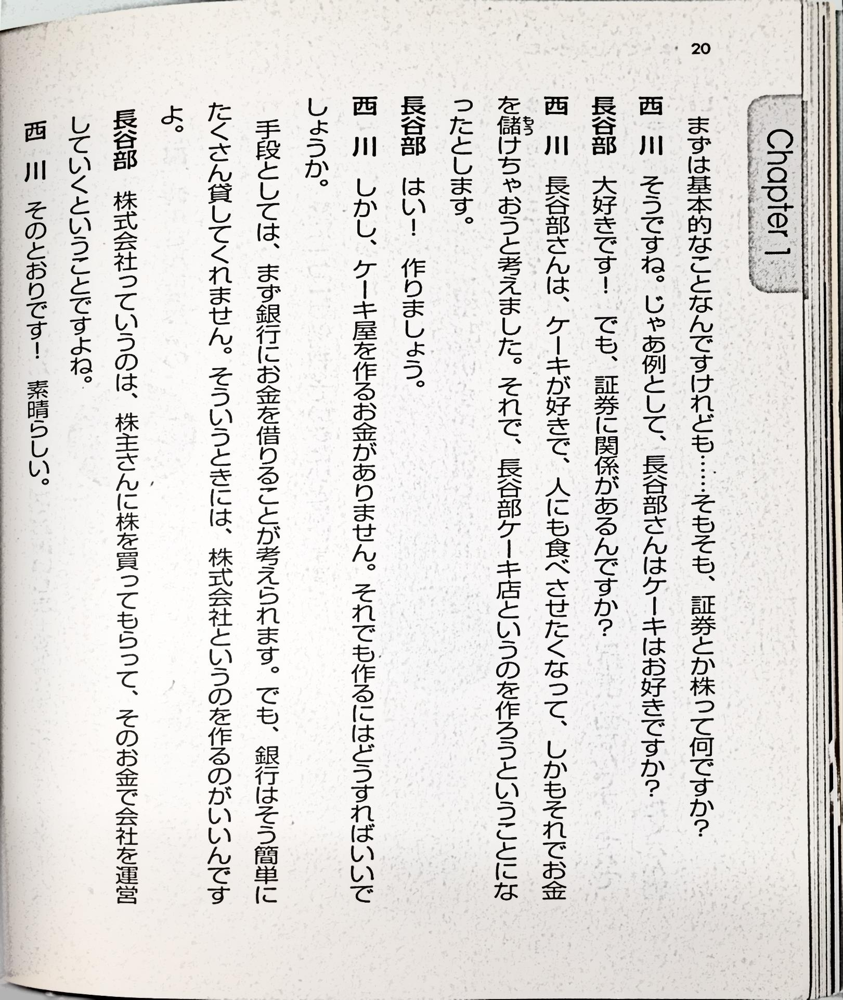 20
Chapter 1
まずは基本的なことなんですけれども……そもそも、証券とか株って何ですか？
西　川　そうですね。じゃあ例として、長谷部さんはケーキはお好きですか？
長谷部　大好きです！　でも、証券に関係があるんですか？
西　川　長谷部さんは、ケーキが好きで、人にも食べさせたくなって、しかもそれでお金
もう
を儲けちゃおうと考えました。それで、長谷部ケーキ店というのを作ろうということにな
ったとします。
長谷部　はい！　作りましょう。
西　川　しかし、ケーキ屋を作るお金がありません。それでも作るにはどうすればいいで
しょうか。
手段としては、まず銀行にお金を借りることが考えられます。でも、銀行はそう簡単に
たくさん貸してくれません。そういうときには、株式会社というのを作るのがいいんです
よ。
長谷部　株式会社っていうのは、株主さんに株を買ってもらって、そのお金で会社を運営
していくということですよね。
西　川　そのとおりです！　素晴らしい。